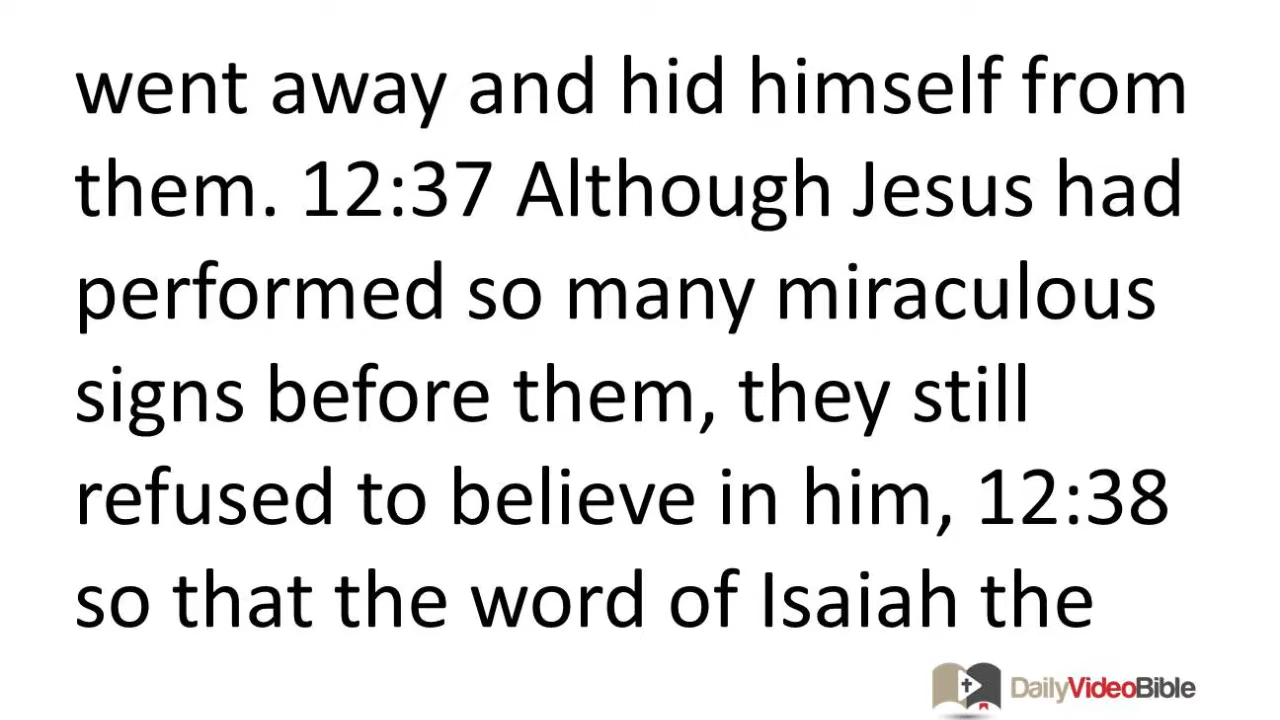 went away and hid himself from
them. 12:37 Although Jesus had
performed so many miraculous
signs before them, they still
refused to believe in him, 12:38
so that the word of Isaiah the
DailyVideoBible